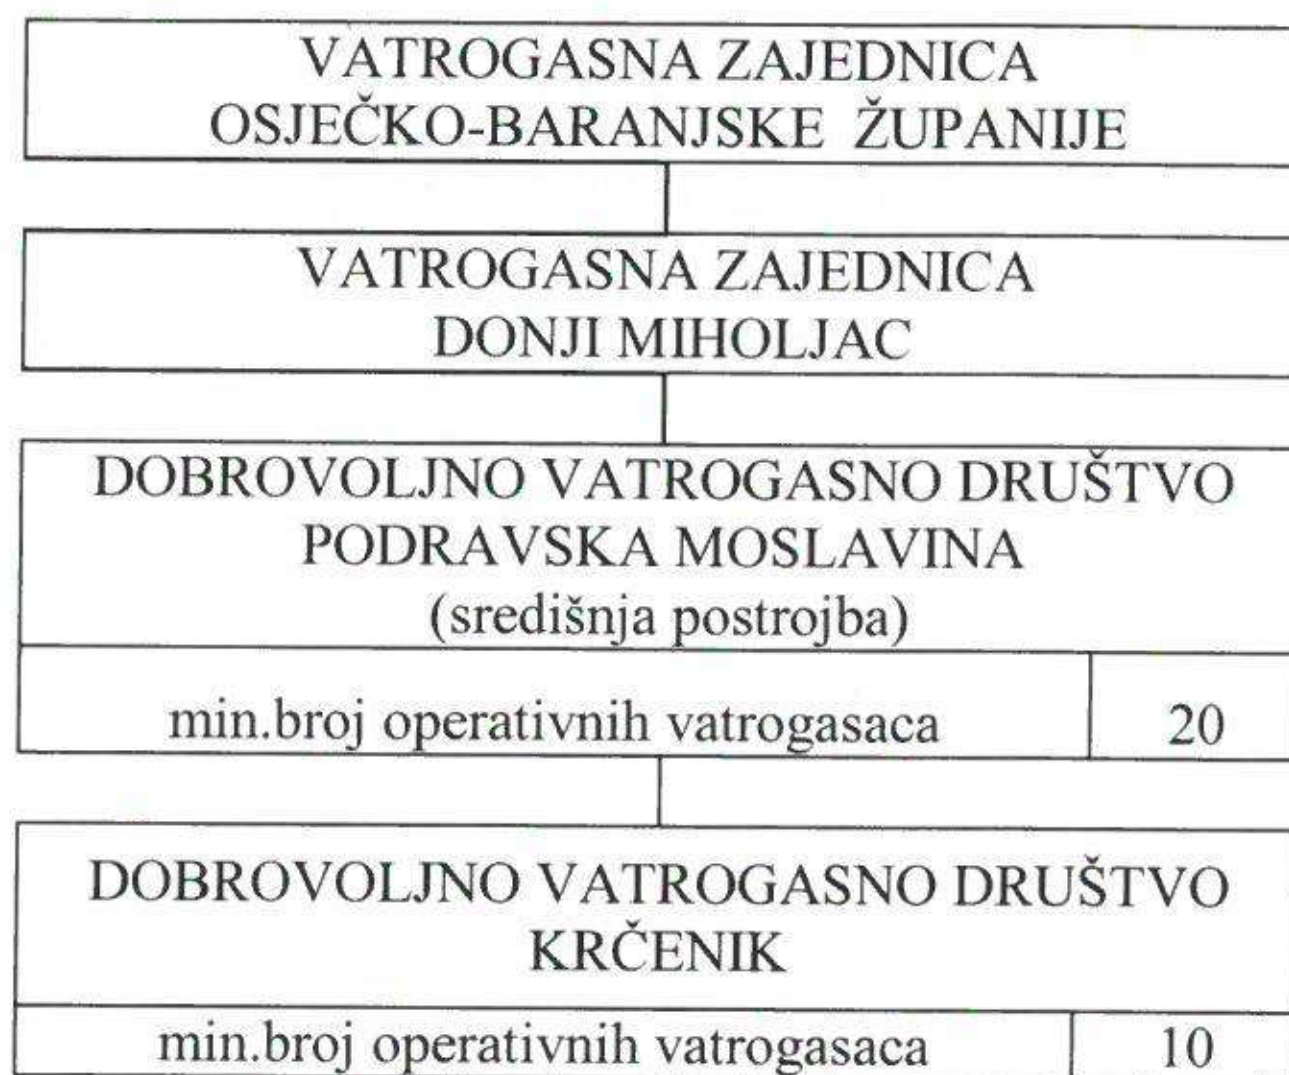 VATROGASNA ZAJEDNICA
OSJEČKO-BARANJSKE ŽUPANIJE
VATROGASNA ZAJEDNICA
DONJI MIHOLJAC
DOBROVOLJNO VATROGASNO DRUŠTVO
PODRAVSKA MOSLAVINA
(središnja postrojba)
min.broj operativnih vatrogasaca 20
DOBROVOLJNO VATROGASNO DRUŠTVO
KRČENIK
min.broj operativnih vatrogasaca 10